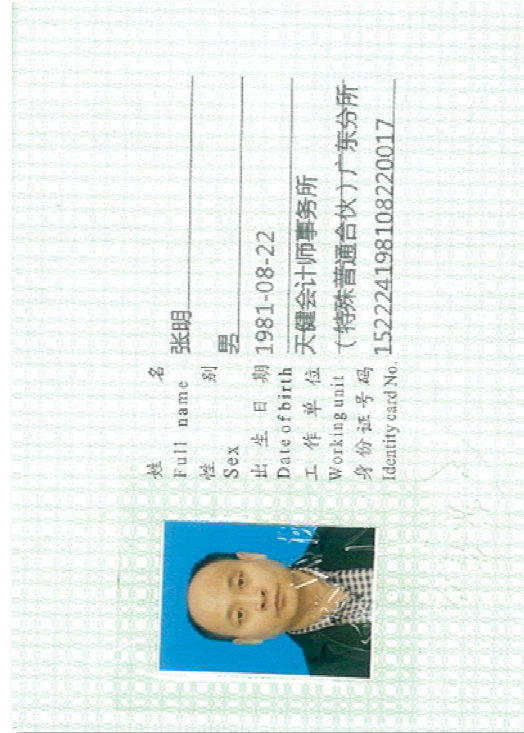 姓 名 张明
Full name
性 别 男
Sex
出 生 日 期 1981-08-22
Date of birth
工 作 单 位 天健会计师事务所
Working unit （特殊普通合伙）广东分所
身 份 证 号 码 152224198108220017
Identity card No.